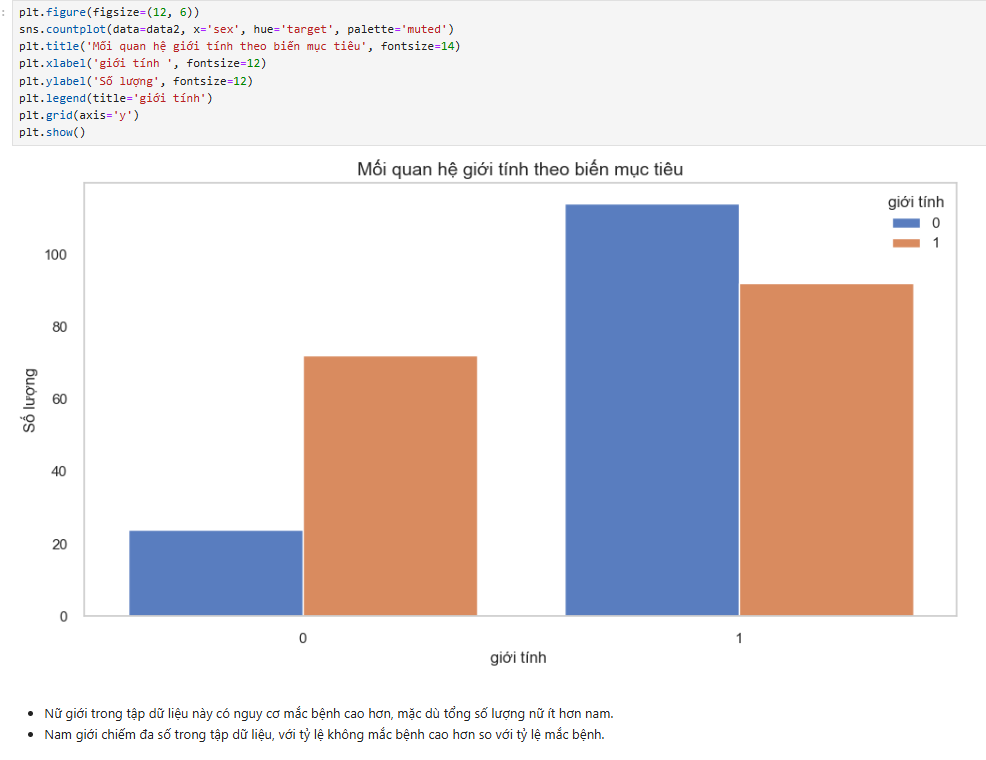 : plt.figure(figsize=(12, 6))
sns.countplot(data=data2, x='sex', hue='target', palette='muted')
plt.title('Mối quan hệ giới tính theo biến mục tiêu', fontsize=14)
plt.xlabel('giới tính ', fontsize=12)
plt.ylabel('Số lượng', fontsize=12)
plt.legend(title='giới tính')
plt.grid(axis='y')
plt.show()
Mối quan hệ giới tính theo biến mục tiêu
giới tính
0
1
100
80
60
40
20
0
Số lượng
0 1
giới tính
• Nữ giới trong tập dữ liệu này có nguy cơ mắc bệnh cao hơn, mặc dù tổng số lượng nữ ít hơn nam.
• Nam giới chiếm đa số trong tập dữ liệu, với tỷ lệ không mắc bệnh cao hơn so với tỷ lệ mắc bệnh.